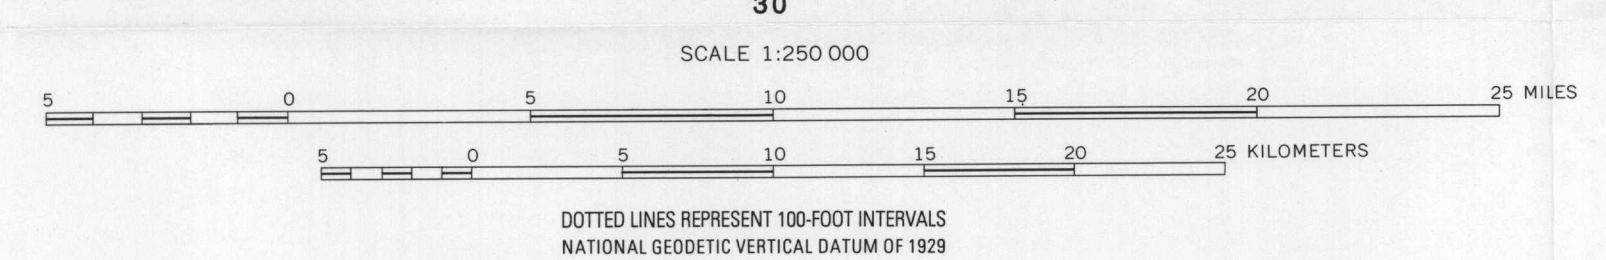 30
SCALE 1:250 000
5 0 5 10 15 20 25 MILES
5 0 5 10 15 20 25 KILOMETERS
DOTTED LINES REPRESENT 100-FOOT INTERVALS
NATIONAL GEODETIC VERTICAL DATUM OF 1929